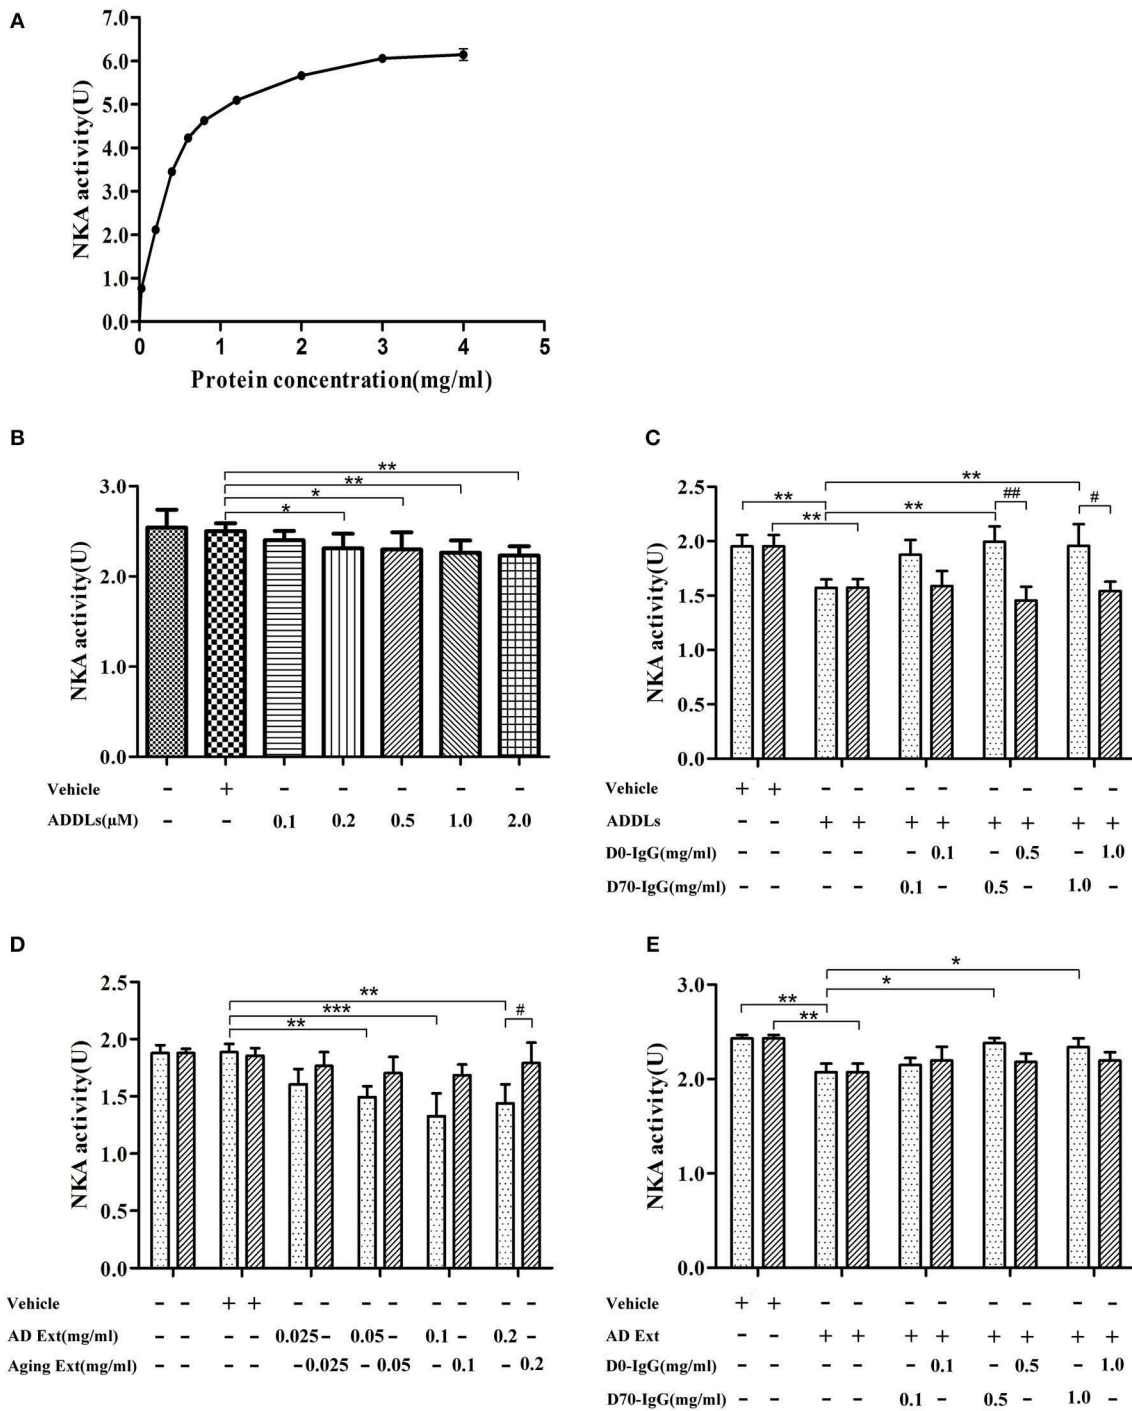 A
7.0
6.0
5.0
4.0
3.0
2.0
1.0
0.0
NKA activity(U)
0 1 2 3 4 5
Protein concentration(mg/ml)
B
**
**
*
*
3.0
2.0
1.0
0.0
NKA activity(U)
Vehicle - + - - - - -
ADDLs(μM) - - 0.1 0.2 0.5 1.0 2.0
C
**
** ## #
**
**
2.5
2.0
1.5
1.0
0.5
0.0
NKA activity(U)
Vehicle + + - - - - - - - -
ADDLs - - + + + + + + + +
D0-IgG(mg/ml) - - - - - 0.1 - 0.5 - 1.0
D70-IgG(mg/ml) - - - - 0.1 - 0.5 - 1.0 -
D
**
***
** #
2.5
2.0
1.5
1.0
0.5
0.0
NKA activity(U)
Vehicle - - + + - - - - - - - -
AD Ext(mg/ml) - - - - 0.025 - 0.05 - 0.1 - 0.2 -
Aging Ext(mg/ml) - - - - - 0.025 - 0.05 - 0.1 - 0.2
E
*
*
**
**
3.0
2.0
1.0
0.0
NKA activity(U)
Vehicle + + - - - - - - - -
AD Ext - - + + + + + + + +
D0-IgG(mg/ml) - - - - - 0.1 - 0.5 - 1.0
D70-IgG(mg/ml) - - - - 0.1 - 0.5 - 1.0 -